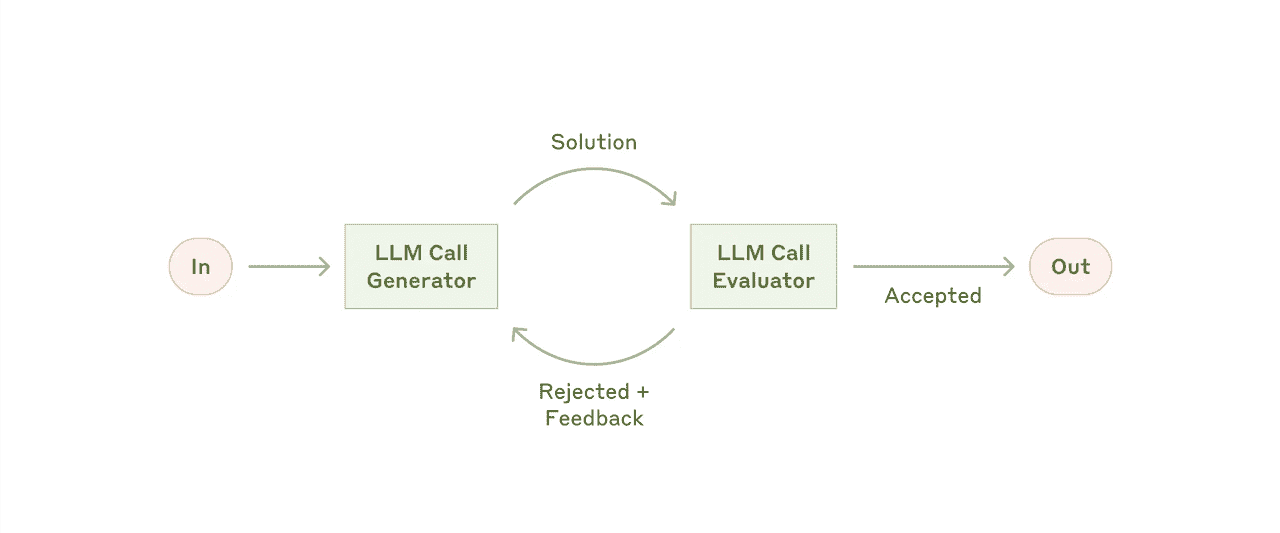 Solution
In
LLM Call
Generator
LLM Call
Evaluator
Accepted
Out
Rejected +
Feedback